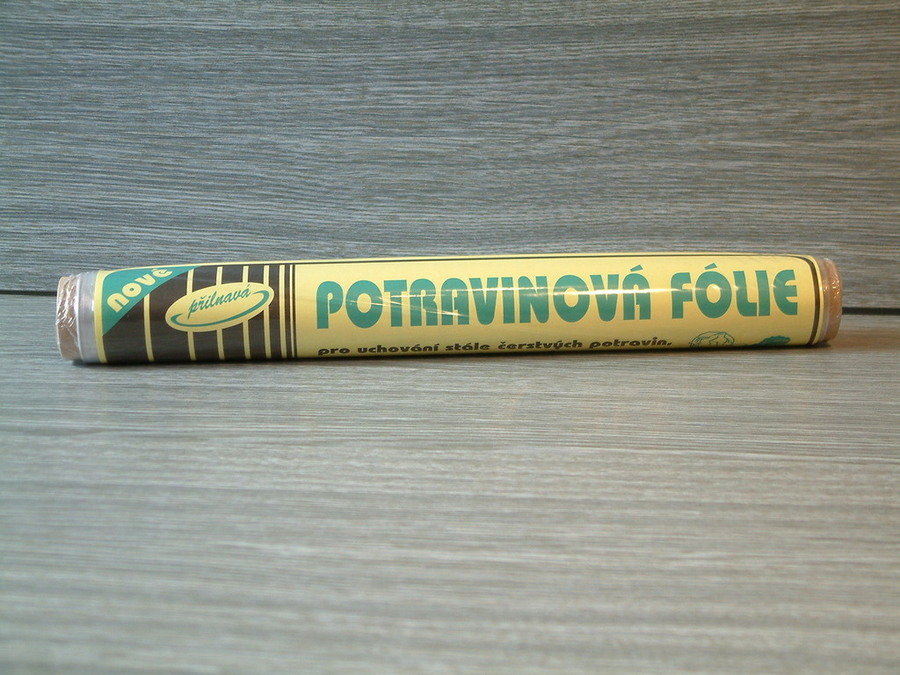 nové
přilnavá
POTRAVINOVÁ FÓLIE
pro uchování stále čerstvých potravin.